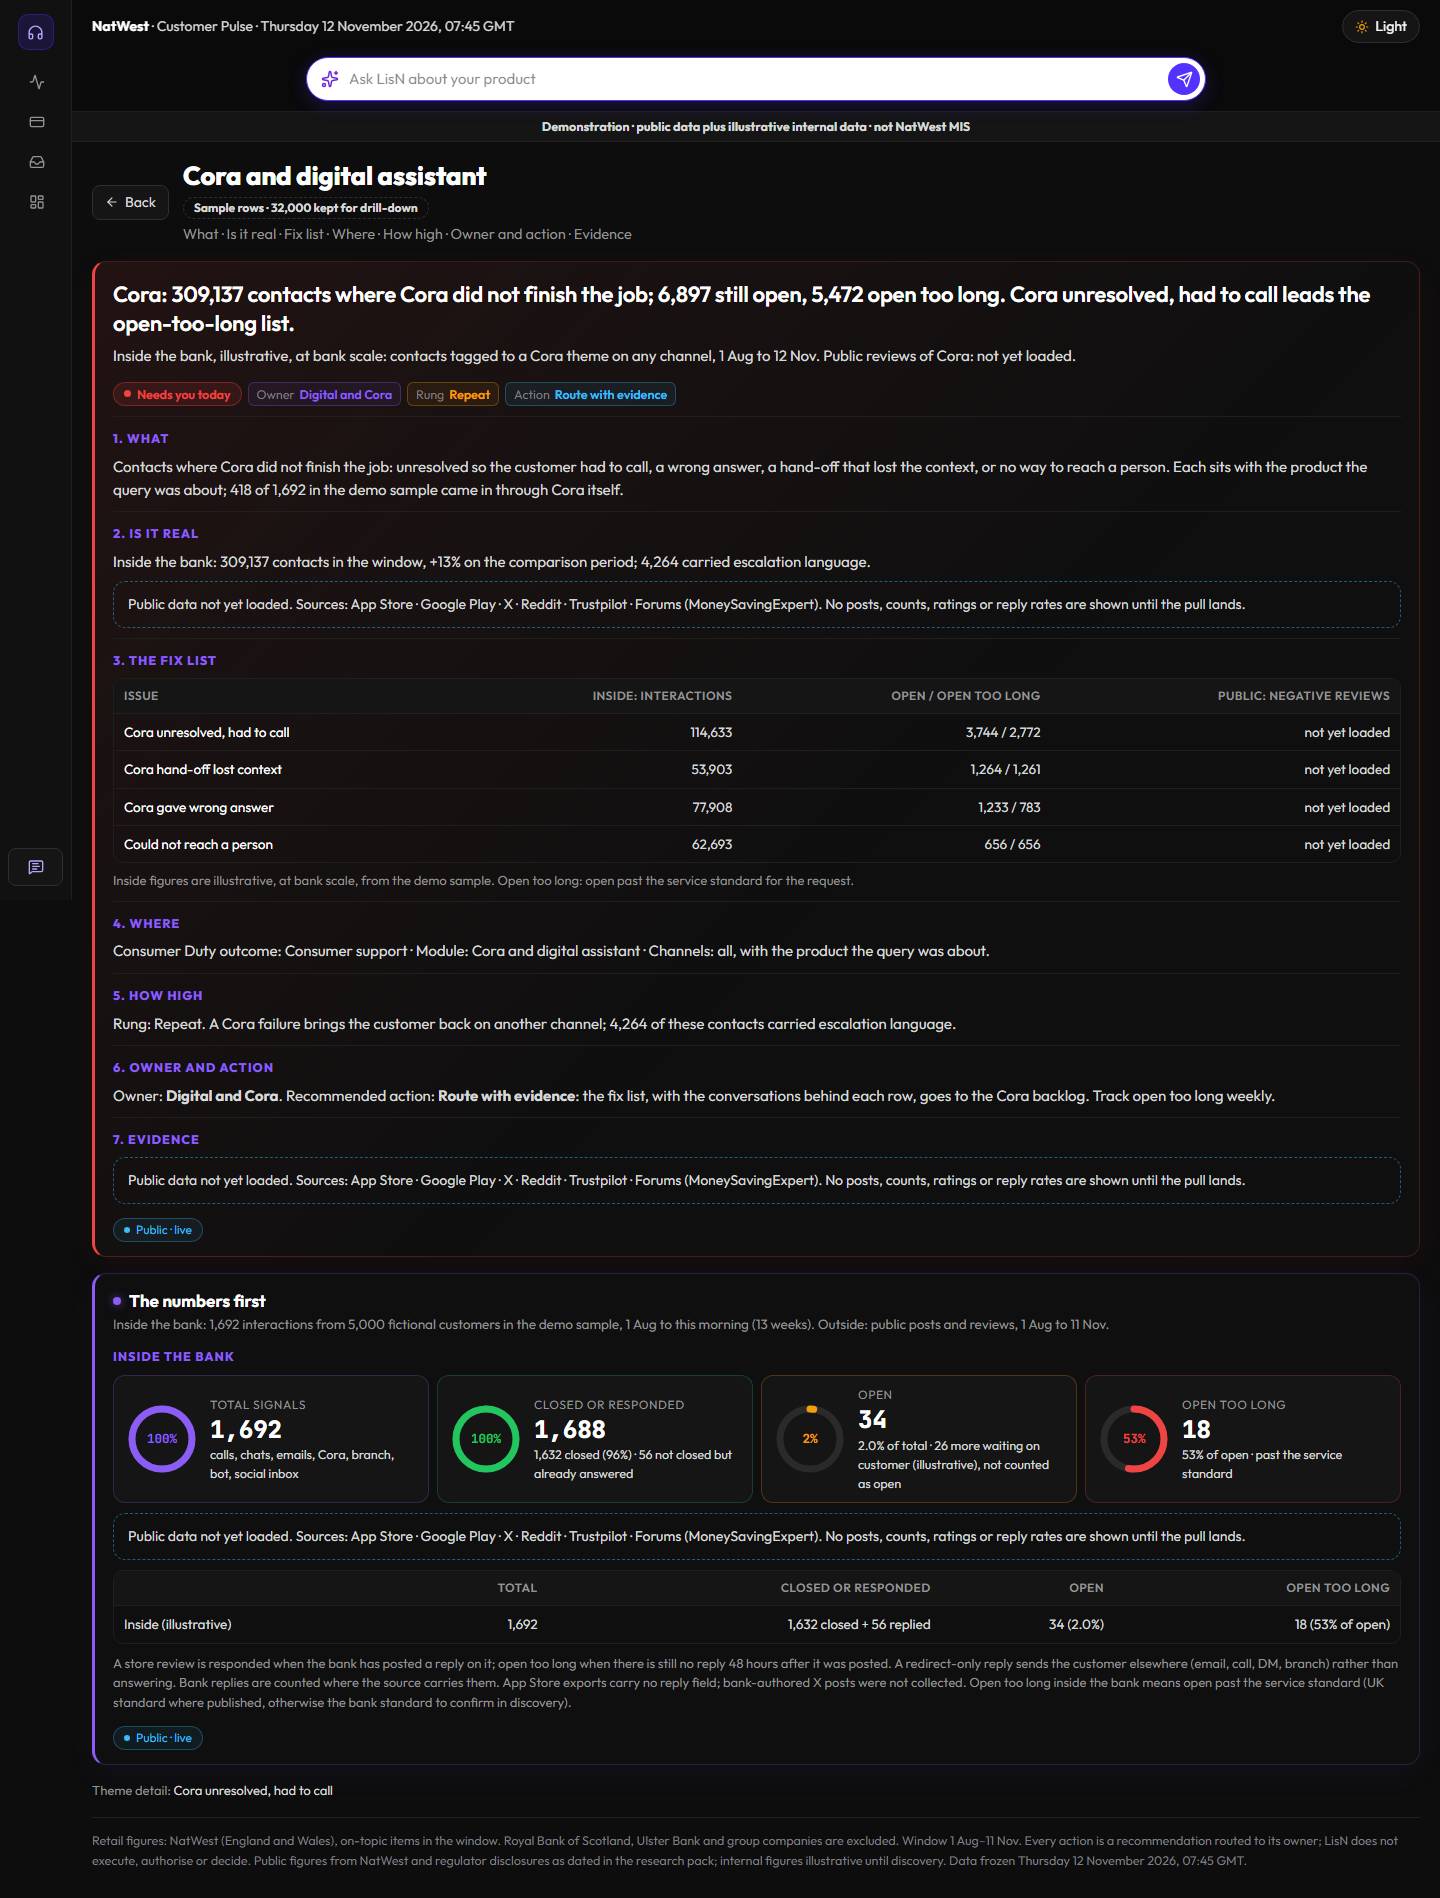 NatWest · Customer Pulse · Thursday 12 November 2026, 07:45 GMT
Light
Ask LisN about your product
Demonstration · public data plus illustrative internal data · not NatWest MIS
Back
Cora and digital assistant
Sample rows · 32,000 kept for drill-down
What · Is it real · Fix list · Where · How high · Owner and action · Evidence
Cora: 309,137 contacts where Cora did not finish the job; 6,897 still open, 5,472 open too long. Cora unresolved, had to call leads the
open-too-long list.
Inside the bank, illustrative, at bank scale: contacts tagged to a Cora theme on any channel, 1 Aug to 12 Nov. Public reviews of Cora: not yet loaded.
Needs you today
Owner Digital and Cora
Rung Repeat
Action Route with evidence
1. WHAT
Contacts where Cora did not finish the job: unresolved so the customer had to call, a wrong answer, a hand-off that lost the context, or no way to reach a person. Each sits with the product the
query was about; 418 of 1,692 in the demo sample came in through Cora itself.
2. IS IT REAL
Inside the bank: 309,137 contacts in the window, +13% on the comparison period; 4,264 carried escalation language.
Public data not yet loaded. Sources: App Store · Google Play · X · Reddit · Trustpilot · Forums (MoneySavingExpert). No posts, counts, ratings or reply rates are shown until the pull lands.
3. THE FIX LIST
ISSUE INSIDE: INTERACTIONS OPEN / OPEN TOO LONG PUBLIC: NEGATIVE REVIEWS
Cora unresolved, had to call 114,633 3,744 / 2,772 not yet loaded
Cora hand-off lost context 53,903 1,264 / 1,261 not yet loaded
Cora gave wrong answer 77,908 1,233 / 783 not yet loaded
Could not reach a person 62,693 656 / 656 not yet loaded
Inside figures are illustrative, at bank scale, from the demo sample. Open too long: open past the service standard for the request.
4. WHERE
Consumer Duty outcome: Consumer support · Module: Cora and digital assistant · Channels: all, with the product the query was about.
5. HOW HIGH
Rung: Repeat. A Cora failure brings the customer back on another channel; 4,264 of these contacts carried escalation language.
6. OWNER AND ACTION
Owner: Digital and Cora. Recommended action: Route with evidence: the fix list, with the conversations behind each row, goes to the Cora backlog. Track open too long weekly.
7. EVIDENCE
Public data not yet loaded. Sources: App Store · Google Play · X · Reddit · Trustpilot · Forums (MoneySavingExpert). No posts, counts, ratings or reply rates are shown until the pull lands.
Public · live
The numbers first
Inside the bank: 1,692 interactions from 5,000 fictional customers in the demo sample, 1 Aug to this morning (13 weeks). Outside: public posts and reviews, 1 Aug to 11 Nov.
INSIDE THE BANK
100%
TOTAL SIGNALS
1,692
calls, chats, emails, Cora, branch,
bot, social inbox
100%
CLOSED OR RESPONDED
1,688
1,632 closed (96%) · 56 not closed but
already answered
2%
OPEN
34
2.0% of total · 26 more waiting on
customer (illustrative), not counted
as open
53%
OPEN TOO LONG
18
53% of open · past the service
standard
Public data not yet loaded. Sources: App Store · Google Play · X · Reddit · Trustpilot · Forums (MoneySavingExpert). No posts, counts, ratings or reply rates are shown until the pull lands.
TOTAL CLOSED OR RESPONDED OPEN OPEN TOO LONG
Inside (illustrative) 1,692 1,632 closed + 56 replied 34 (2.0%) 18 (53% of open)
A store review is responded when the bank has posted a reply on it; open too long when there is still no reply 48 hours after it was posted. A redirect-only reply sends the customer elsewhere (email, call, DM, branch) rather than
answering. Bank replies are counted where the source carries them. App Store exports carry no reply field; bank-authored X posts were not collected. Open too long inside the bank means open past the service standard (UK
standard where published, otherwise the bank standard to confirm in discovery).
Public · live
Theme detail: Cora unresolved, had to call
Retail figures: NatWest (England and Wales), on-topic items in the window. Royal Bank of Scotland, Ulster Bank and group companies are excluded. Window 1 Aug–11 Nov. Every action is a recommendation routed to its owner; LisN does not
execute, authorise or decide. Public figures from NatWest and regulator disclosures as dated in the research pack; internal figures illustrative until discovery. Data frozen Thursday 12 November 2026, 07:45 GMT.